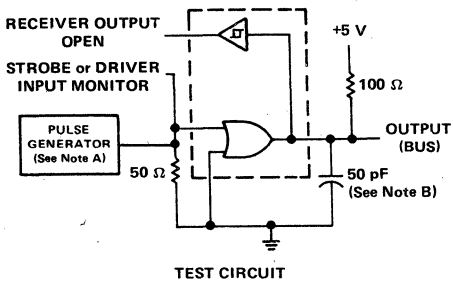 RECEIVER OUTPUT
OPEN
+5 V
STROBE or DRIVER
INPUT MONITOR
100 Ω
PULSE
GENERATOR
(See Note A)
OUTPUT
(BUS)
50 Ω
50 pF
(See Note B)
TEST CIRCUIT